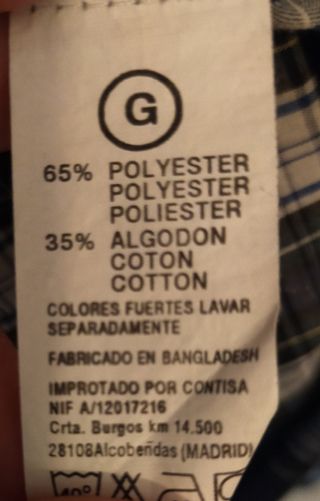 G
65% POLYESTER
POLYESTER
POLIESTER
35% ALGODON
COTON
COTTON
COLORES FUERTES LAVAR
SEPARADAMENTE
FABRICADO EN BANGLADESH
IMPROTADO POR CONTISA
NIF A/12017216
Crta. Burgos km 14.500
28108Alcobendas (MADRID)
40°